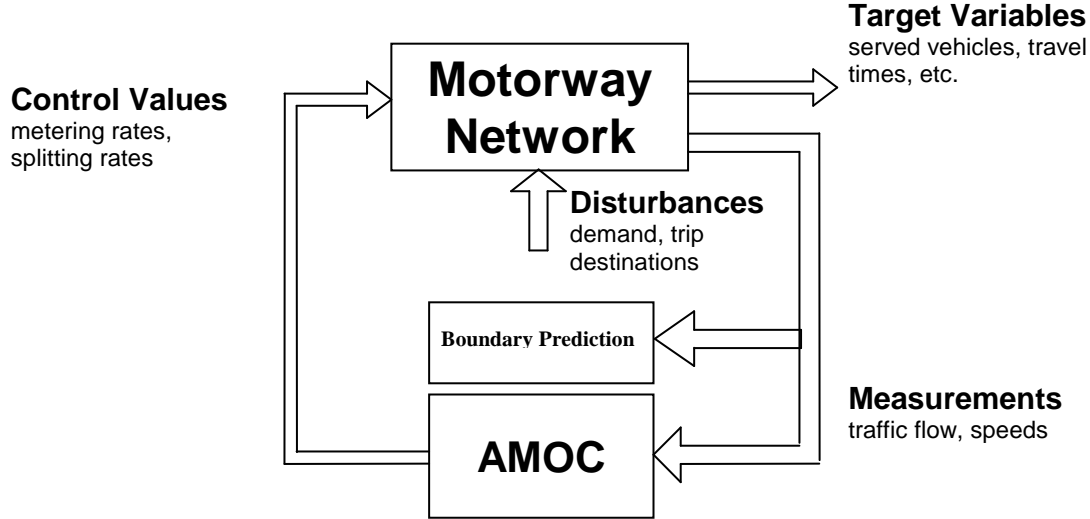 Target Variables
served vehicles, travel
times, etc.
Motorway
Network
Control Values
metering rates,
splitting rates
Disturbances
demand, trip
destinations
Boundary Prediction
Measurements
traffic flow, speeds
AMOC